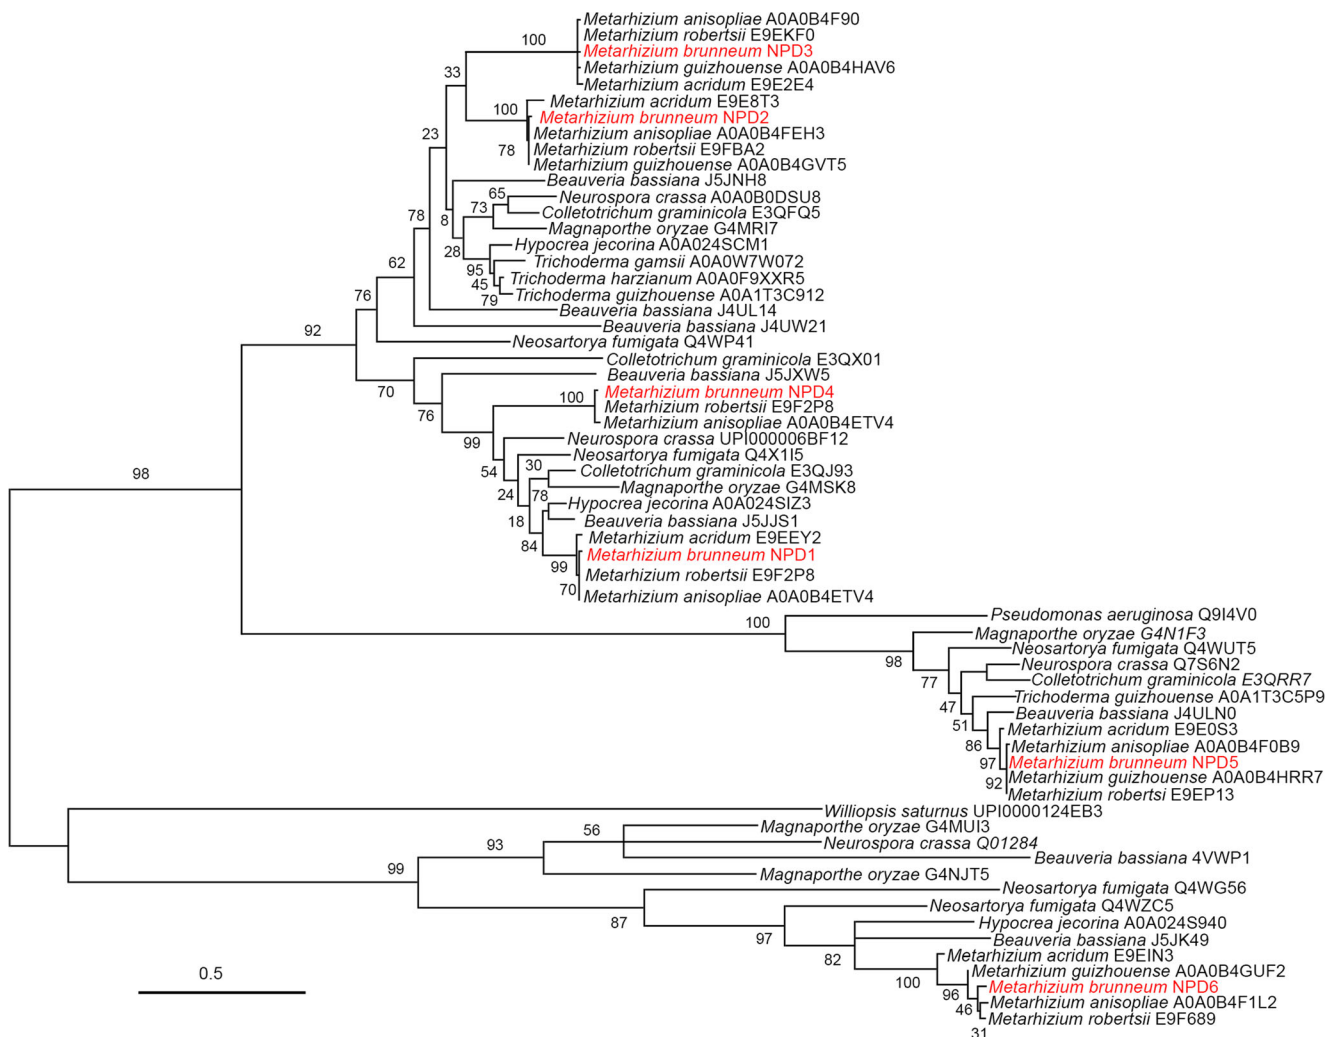 Metarhizium anisopliae A0A0B4F90
Metarhizium robertsii E9EKF0
100
Metarhizium brunneum NPD3
Metarhizium guizhouense A0A0B4HAV6
33
Metarhizium acridum E9E2E4
Metarhizium acridum E9E8T3
100
Metarhizium brunneum NPD2
23
Metarhizium anisopliae A0A0B4FEH3
78
Metarhizium robertsii E9FBA2
Metarhizium guizhouense A0A0B4GVT5
Beauveria bassiana J5JNH8
65
Neurospora crassa A0A0B0DSU8
73
Colletotrichum graminicola E3QFQ5
78
8
Magnaporthe oryzae G4MRI7
28
Hypocrea jecorina A0A024SCM1
62
95
Trichoderma gamsii A0A0W7W072
45
Trichoderma harzianum A0A0F9XXR5
76
79
Trichoderma guizhouense A0A1T3C912
Beauveria bassiana J4UL14
92
Beauveria bassiana J4UW21
Neosartorya fumigata Q4WP41
Colletotrichum graminicola E3QX01
70
Beauveria bassiana J5JXW5
Metarhizium brunneum NPD4
100
76
Metarhizium robertsii E9F2P8
Metarhizium anisopliae A0A0B4ETV4
99
Neurospora crassa UPI000006BF12
Neosartorya fumigata Q4X1I5
54
30
Colletotrichum graminicola E3QJ93
98
Magnaporthe oryzae G4MSK8
24
78
Hypocrea jecorina A0A024SIZ3
18
Beauveria bassiana J5JJS1
84
Metarhizium acridum E9EEY2
99
Metarhizium brunneum NPD1
Metarhizium robertsii E9F2P8
70
Metarhizium anisopliae A0A0B4ETV4
Pseudomonas aeruginosa Q9I4V0
100
Magnaporthe oryzae G4N1F3
Neosartorya fumigata Q4WUT5
98
Neurospora crassa Q7S6N2
77
Colletotrichum graminicola E3QRR7
Trichoderma guizhouense A0A1T3C5P9
47
Beauveria bassiana J4ULN0
51
Metarhizium acridum E9E0S3
86
Metarhizium anisopliae A0A0B4F0B9
97
Metarhizium brunneum NPD5
Metarhizium guizhouense A0A0B4HRR7
92
Metarhizium robertsi E9EP13
Williopsis saturnus UPI0000124EB3
Magnaporthe oryzae G4MUI3
56
Neurospora crassa Q01284
93
Beauveria bassiana 4VWP1
99
Magnaporthe oryzae G4NJT5
Neosartorya fumigata Q4WG56
Neosartorya fumigata Q4WZC5
87
Hypocrea jecorina A0A024S940
97
Beauveria bassiana J5JK49
82
Metarhizium acridum E9EIN3
Metarhizium guizhouense A0A0B4GUF2
0.5
100
Metarhizium brunneum NPD6
96
Metarhizium anisopliae A0A0B4F1L2
46
Metarhizium robertsii E9F689
31